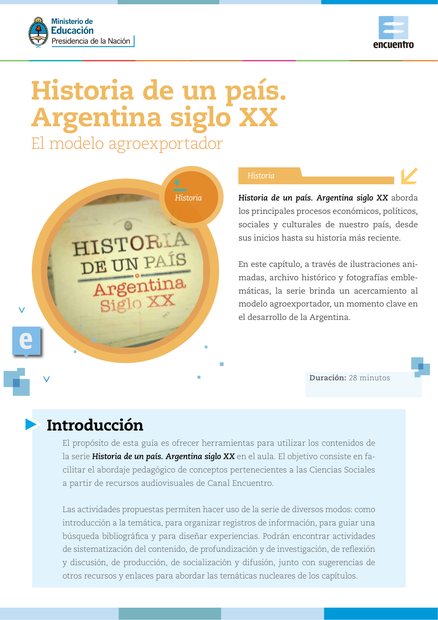 Ministerio de
Educación
Presidencia de la Nación
encuentro
Historia de un país.
Argentina siglo XX
El modelo agroexportador
Historia
HISTORIA
DE UN PAÍS
Argentina
Siglo XX
Historia
Historia de un país. Argentina siglo XX aborda
los principales procesos económicos, políticos,
sociales y culturales de nuestro país, desde
sus inicios hasta su historia más reciente.
En este capítulo, a través de ilustraciones ani-
madas, archivo histórico y fotografías emble-
máticas, la serie brinda un acercamiento al
modelo agroexportador, un momento clave en
el desarrollo de la Argentina.
e
Duración: 28 minutos
Introducción
El propósito de esta guía es ofrecer herramientas para utilizar los contenidos de
la serie Historia de un país. Argentina siglo XX en el aula. El objetivo consiste en fa-
cilitar el abordaje pedagógico de conceptos pertenecientes a las Ciencias Sociales
a partir de recursos audiovisuales de Canal Encuentro.
Las actividades propuestas permiten hacer uso de la serie de diversos modos: como
introducción a la temática, para organizar registros de información, para guiar una
búsqueda bibliográfica y para diseñar experiencias. Podrán encontrar actividades
de sistematización del contenido, de profundización y de investigación, de reflexión
y discusión, de producción, de socialización y difusión, junto con sugerencias de
otros recursos y enlaces para abordar las temáticas nucleares de los capítulos.